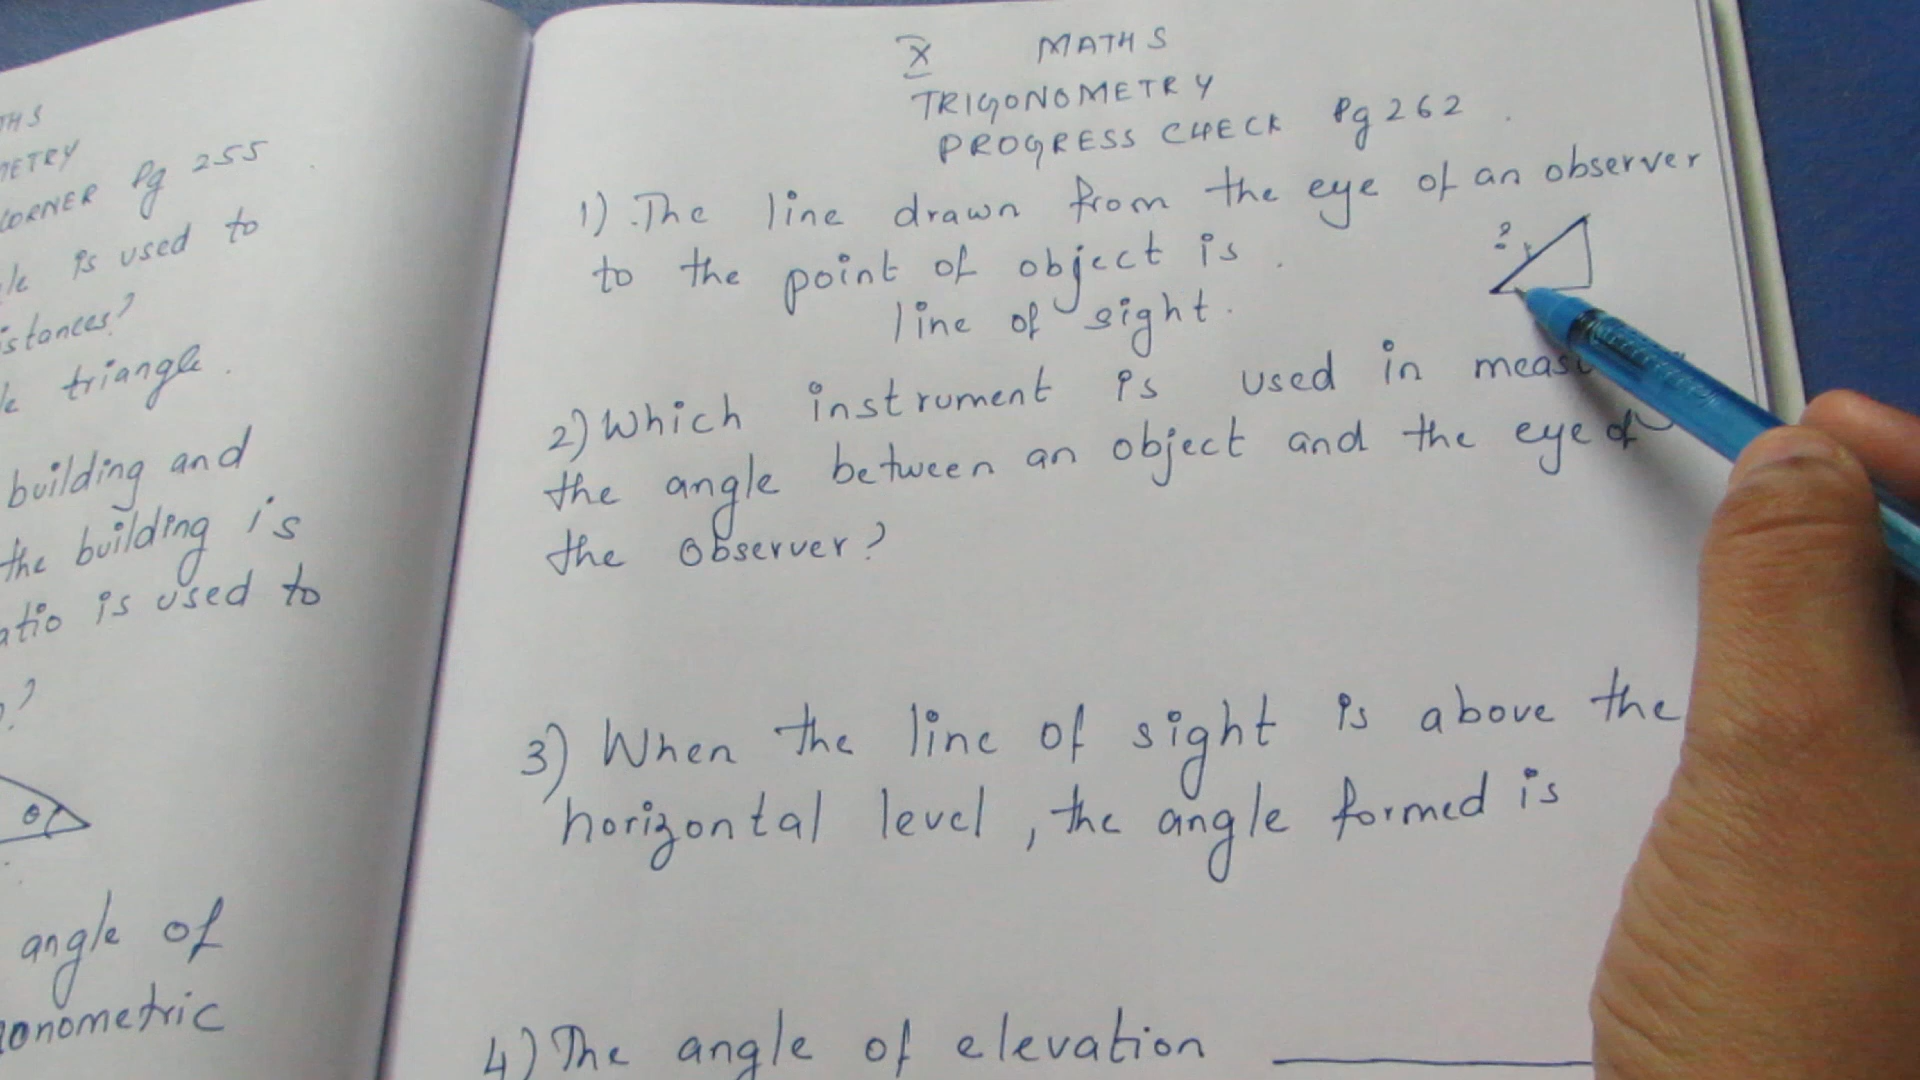 THS
METRY
CORNER Pg 255
is used to
istances?
triangle.
building and
the building is
atio is used to
?
θ
angle of
onometric
X MATHS
TRIGONOMETRY
PROGRESS CHECK Pg 262.
1) The line drawn from the eye of an observer
to the point of object is.
line of sight.
?
2) Which instrument is used in meas
the angle between an object and the eye of
the observer?
3) When the line of sight is above the
horizontal level, the angle formed is
4) The angle of elevation ______